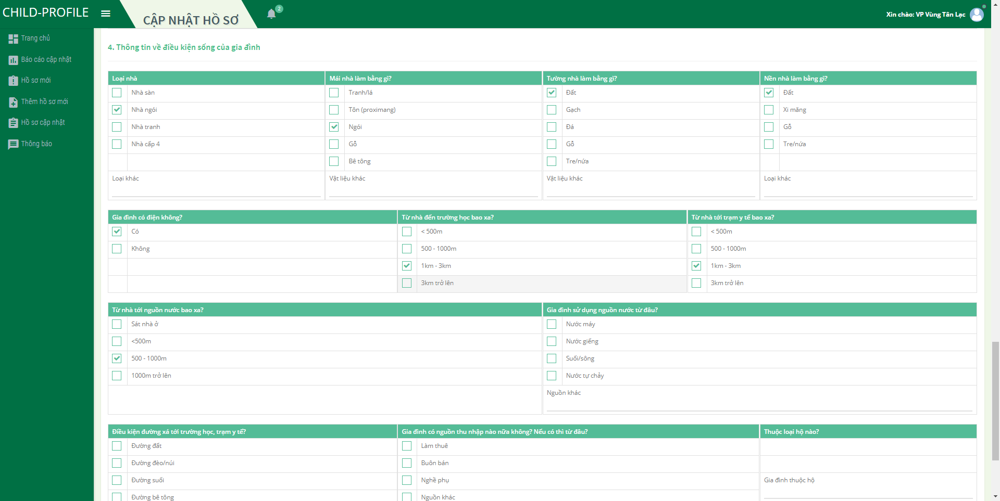 CHILD-PROFILE
CẬP NHẬT HỒ SƠ
2
Xin chào: VP Vùng Tân Lạc
Trang chủ
Báo cáo cập nhật
Hồ sơ mới
Thêm hồ sơ mới
Hồ sơ cập nhật
Thông báo
4. Thông tin về điều kiện sống của gia đình
Loại nhà
Nhà sàn
Nhà ngói
Nhà tranh
Nhà cấp 4
Loại khác
Mái nhà làm bằng gì?
Tranh/lá
Tôn (proximang)
Ngói
Gỗ
Bê tông
Vật liệu khác
Tường nhà làm bằng gì?
Đất
Gạch
Đá
Gỗ
Tre/nứa
Vật liệu khác
Nền nhà làm bằng gì?
Đất
Xi măng
Gỗ
Tre/nứa
Loại khác
Gia đình có điện không?
Có
Không
Từ nhà đến trường học bao xa?
< 500m
500 - 1000m
1km - 3km
3km trở lên
Từ nhà tới trạm y tế bao xa?
< 500m
500 - 1000m
1km - 3km
3km trở lên
Từ nhà tới nguồn nước bao xa?
Sát nhà ở
<500m
500 - 1000m
1000m trở lên
Gia đình sử dụng nguồn nước từ đâu?
Nước máy
Nước giếng
Suối/sông
Nước tự chảy
Nguồn khác
Điều kiện đường xá tới trường học, trạm y tế?
Đường đất
Đường đèo/núi
Đường suối
Đường bê tông
Gia đình có nguồn thu nhập nào nữa không? Nếu có thì từ đâu?
Làm thuê
Buôn bán
Nghề phụ
Nguồn khác
Thuộc loại hộ nào?
Gia đình thuộc hộ